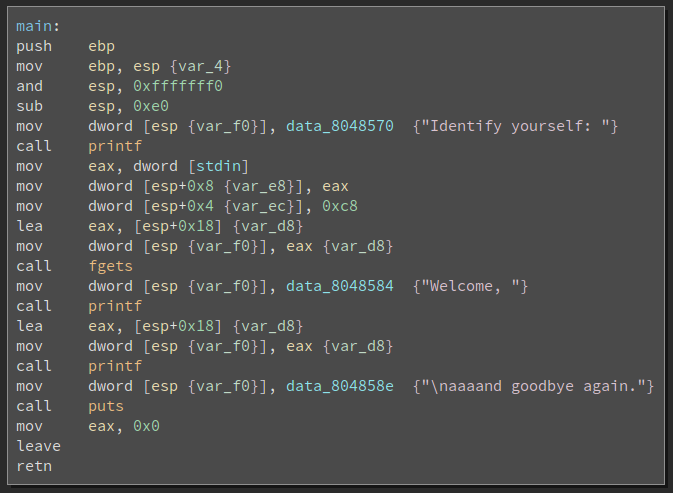 main:
push    ebp
mov     ebp, esp {var_4}
and     esp, 0xfffffff0
sub     esp, 0xe0
mov     dword [esp {var_f0}], data_8048570  {"Identify yourself: "}
call    printf
mov     eax, dword [stdin]
mov     dword [esp+0x8 {var_e8}], eax
mov     dword [esp+0x4 {var_ec}], 0xc8
lea     eax, [esp+0x18] {var_d8}
mov     dword [esp {var_f0}], eax {var_d8}
call    fgets
mov     dword [esp {var_f0}], data_8048584  {"Welcome, "}
call    printf
lea     eax, [esp+0x18] {var_d8}
mov     dword [esp {var_f0}], eax {var_d8}
call    printf
mov     dword [esp {var_f0}], data_804858e  {"\naaaand goodbye again."}
call    puts
mov     eax, 0x0
leave
retn